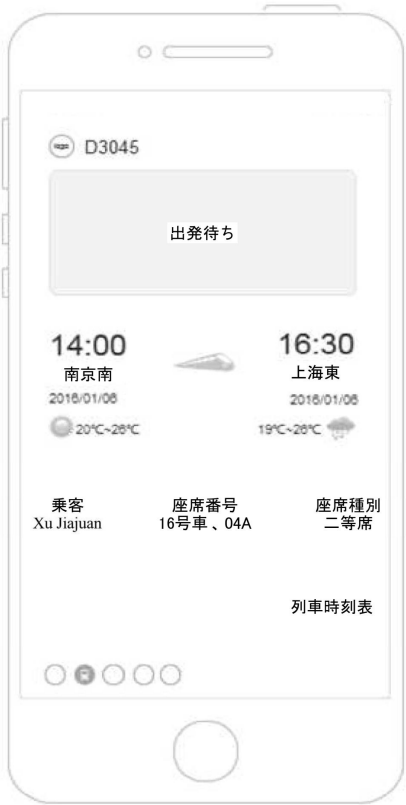 D3045
出発待ち
14:00
16:30
南京南
上海東
2016/01/06
2016/01/06
20℃~26℃
19℃~26℃
乗客
座席番号
座席種別
Xu Jiajuan
16号車、04A
二等席
列車時刻表